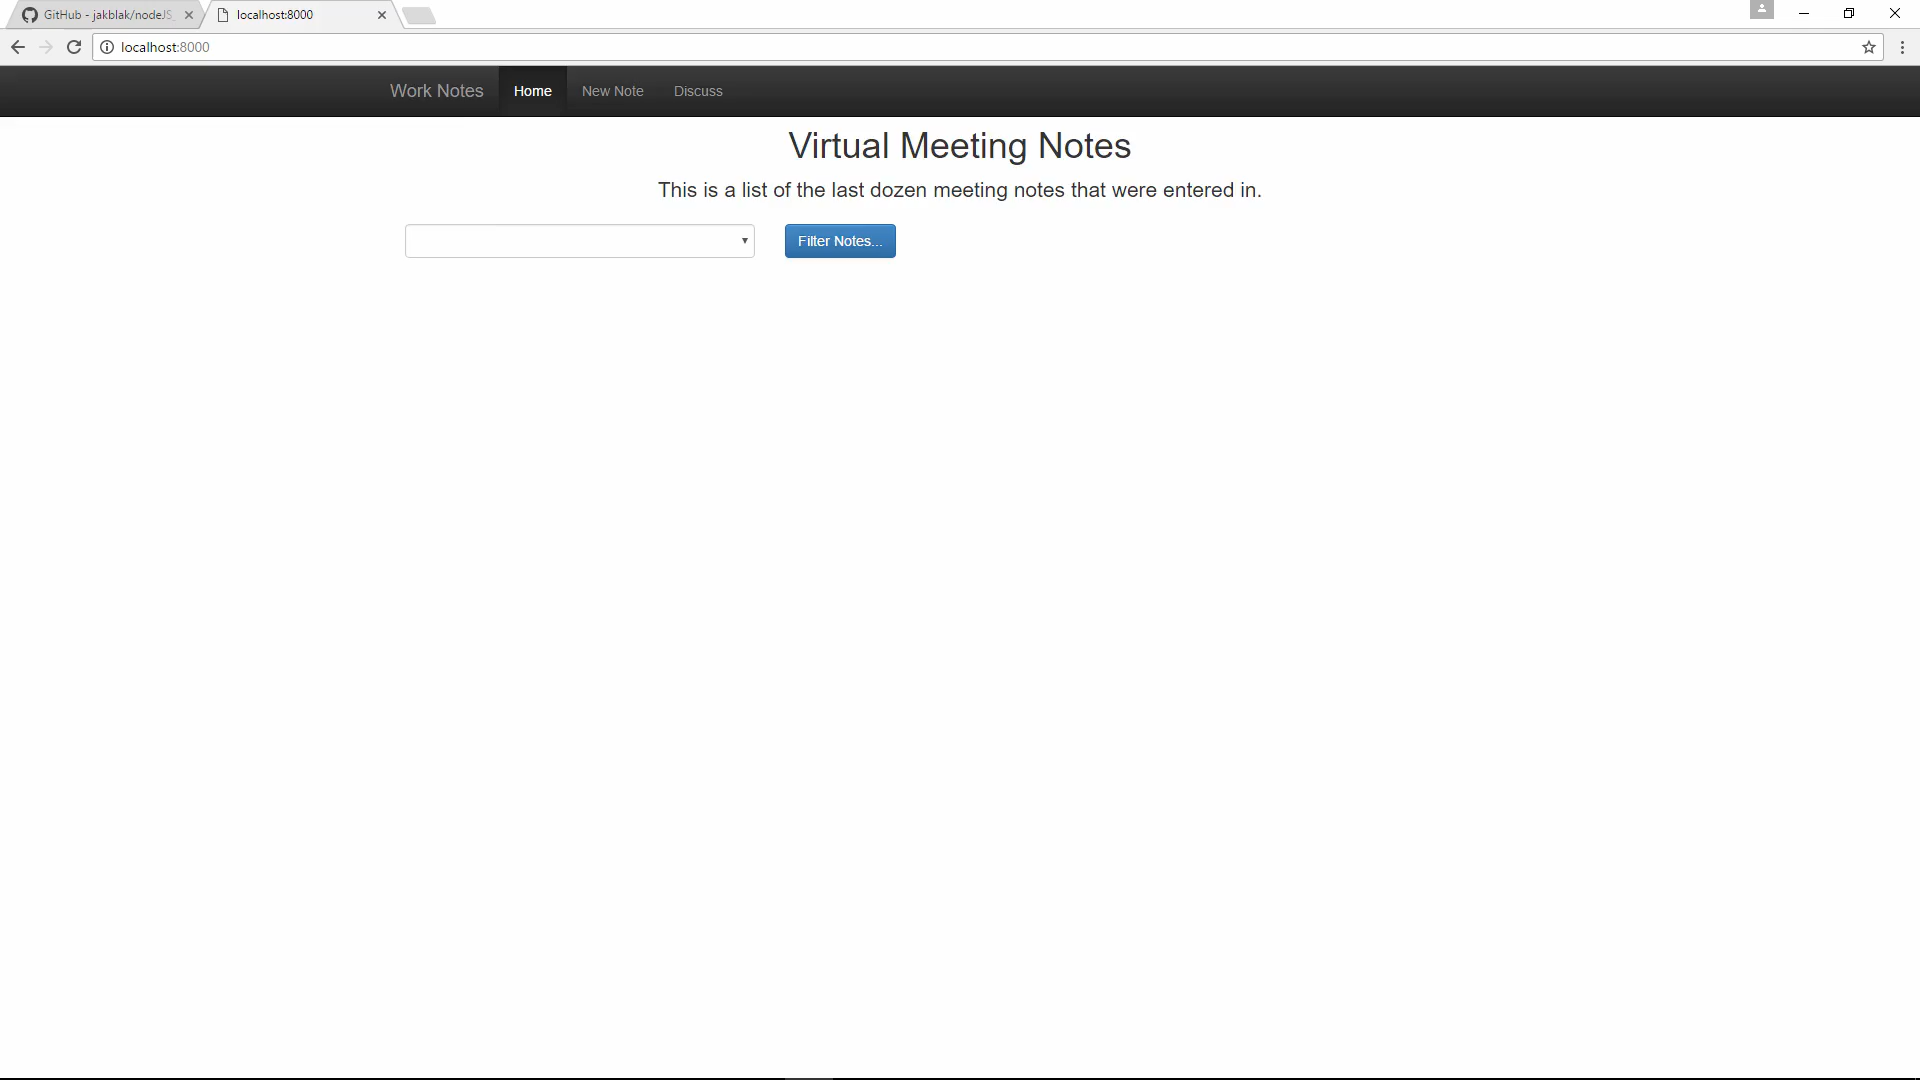 GitHub - jakblak/nodeJS_
localhost:8000
localhost:8000
Work Notes
Home
New Note
Discuss
Virtual Meeting Notes
This is a list of the last dozen meeting notes that were entered in.
Filter Notes...